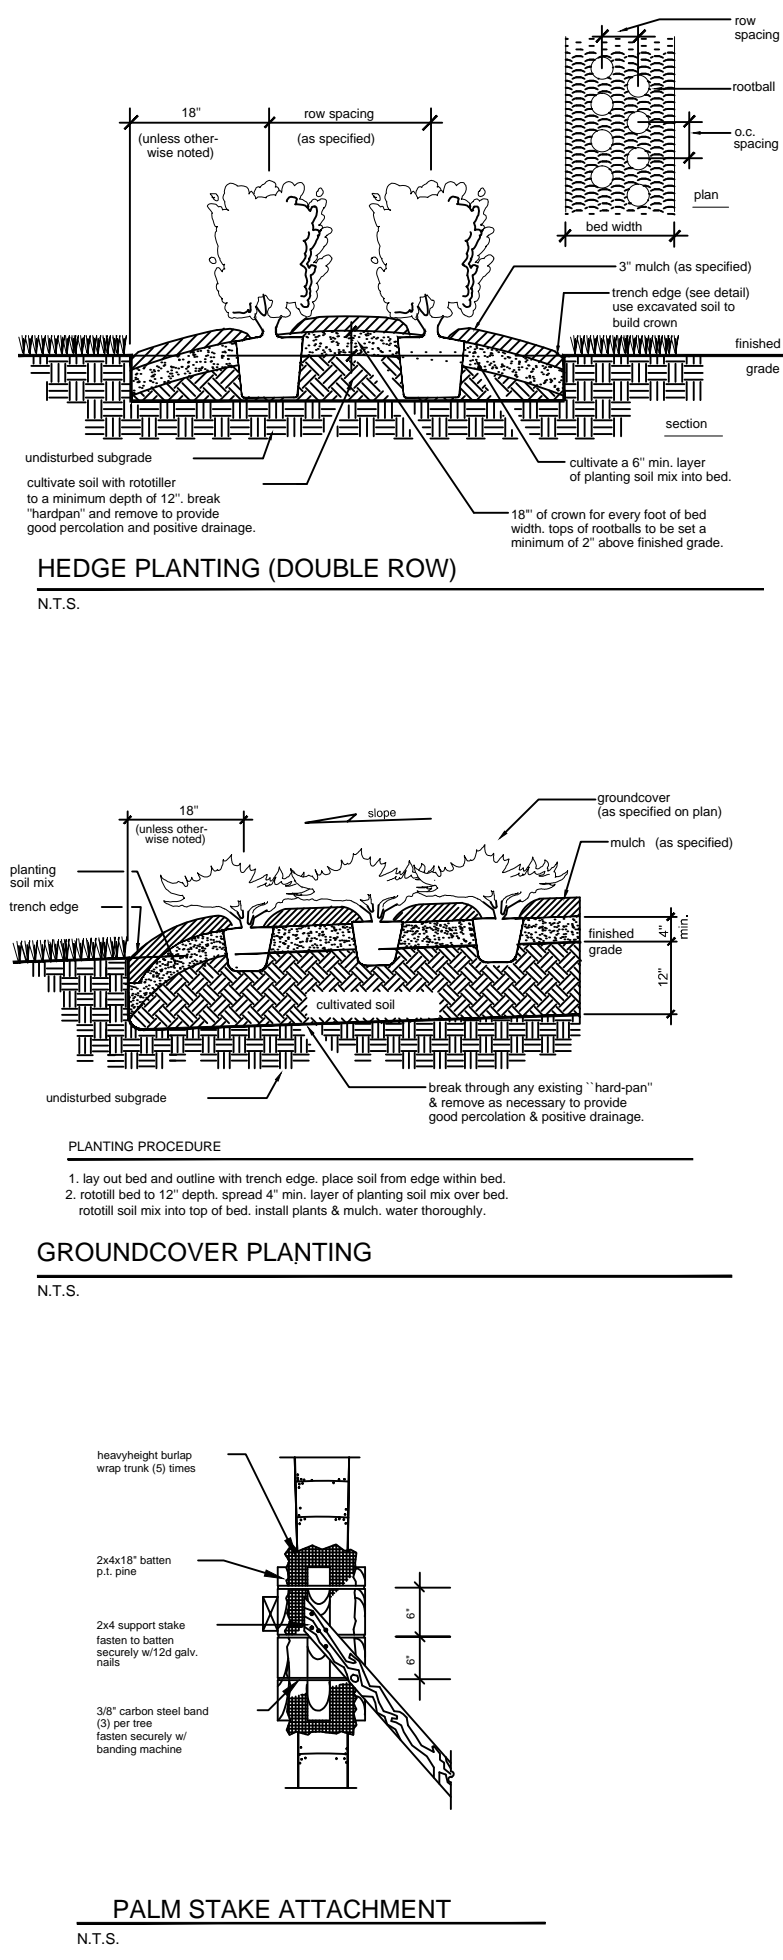 row
spacing
rootball
o.c.
spacing
plan
bed width
18"
(unless other-
wise noted)
row spacing
(as specified)
3" mulch (as specified)
trench edge (see detail)
use excavated soil to
build crown
finished
grade
section
undisturbed subgrade
cultivate soil with rototiller
to a minimum depth of 12". break
"hardpan" and remove to provide
good percolation and positive drainage.
cultivate a 6" min. layer
of planting soil mix into bed.
18"' of crown for every foot of bed
width. tops of rootballs to be set a
minimum of 2" above finished grade.
HEDGE PLANTING (DOUBLE ROW)
N.T.S.
18"
(unless other-
wise noted)
slope
groundcover
(as specified on plan)
mulch (as specified)
planting
soil mix
trench edge
finished
grade
4"
min.
12"
cultivated soil
undisturbed subgrade
break through any existing ``hard-pan"
& remove as necessary to provide
good percolation & positive drainage.
PLANTING PROCEDURE
1. lay out bed and outline with trench edge. place soil from edge within bed.
2. rototill bed to 12" depth. spread 4" min. layer of planting soil mix over bed.
rototill soil mix into top of bed. install plants & mulch. water thoroughly.
GROUNDCOVER PLANTING
N.T.S.
heavyheight burlap
wrap trunk (5) times
2x4x18" batten
p.t. pine
2x4 support stake
fasten to batten
securely w/12d galv.
nails
6"
6"
3/8" carbon steel band
(3) per tree
fasten securely w/
banding machine
PALM STAKE ATTACHMENT
N.T.S.